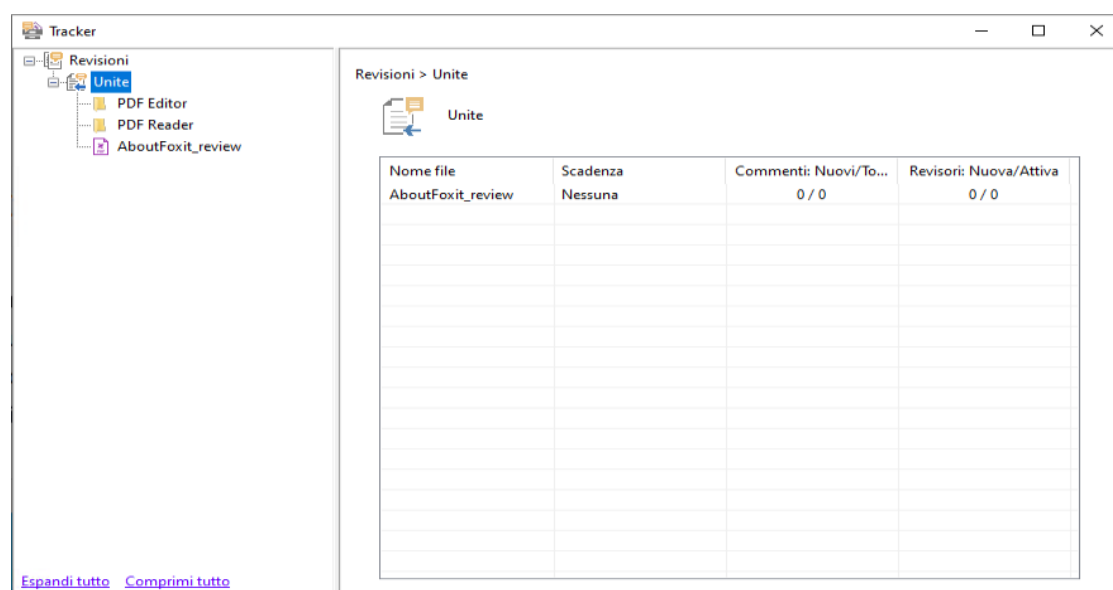 Tracker
Revisioni
Unite
PDF Editor
PDF Reader
AboutFoxit_review
Espandi tutto Comprimi tutto
Revisioni > Unite
Unite
Nome file Scadenza Commenti: Nuovi/To... Revisori: Nuova/Attiva
AboutFoxit_review Nessuna 0 / 0 0 / 0